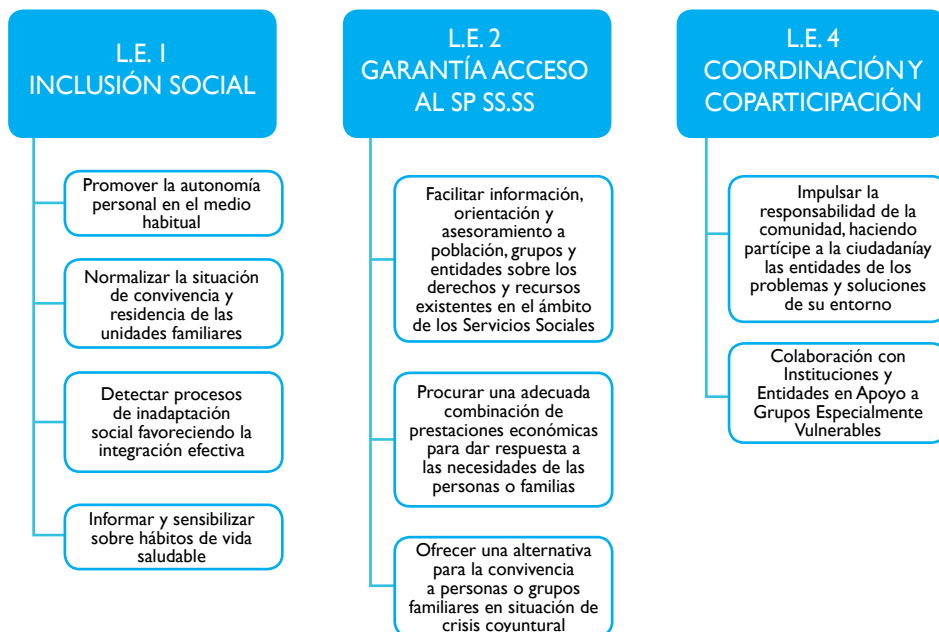 L.E. 1
INCLUSIÓN SOCIAL
Promover la autonomía
personal en el medio
habitual
Normalizar la situación
de convivencia y
residencia de las
unidades familiares
Detectar procesos
de inadaptación
social favoreciendo la
integración efectiva
Informar y sensibilizar
sobre hábitos de vida
saludable
L.E. 2
GARANTÍA ACCESO
AL SP SS.SS
Facilitar información,
orientación y
asesoramiento a
población, grupos y
entidades sobre los
derechos y recursos
existentes en el ámbito
de los Servicios Sociales
Procurar una adecuada
combinación de
prestaciones económicas
para dar respuesta a
las necesidades de las
personas o familias
Ofrecer una alternativa
para la convivencia
a personas o grupos
familiares en situación de
crisis coyuntural
L.E. 4
COORDINACIÓN Y
COPARTICIPACIÓN
Impulsar la
responsabilidad de la
comunidad, haciendo
partícipe a la ciudadaníay
las entidades de los
problemas y soluciones
de su entorno
Colaboración con
Instituciones y
Entidades en Apoyo a
Grupos Especialmente
Vulnerables